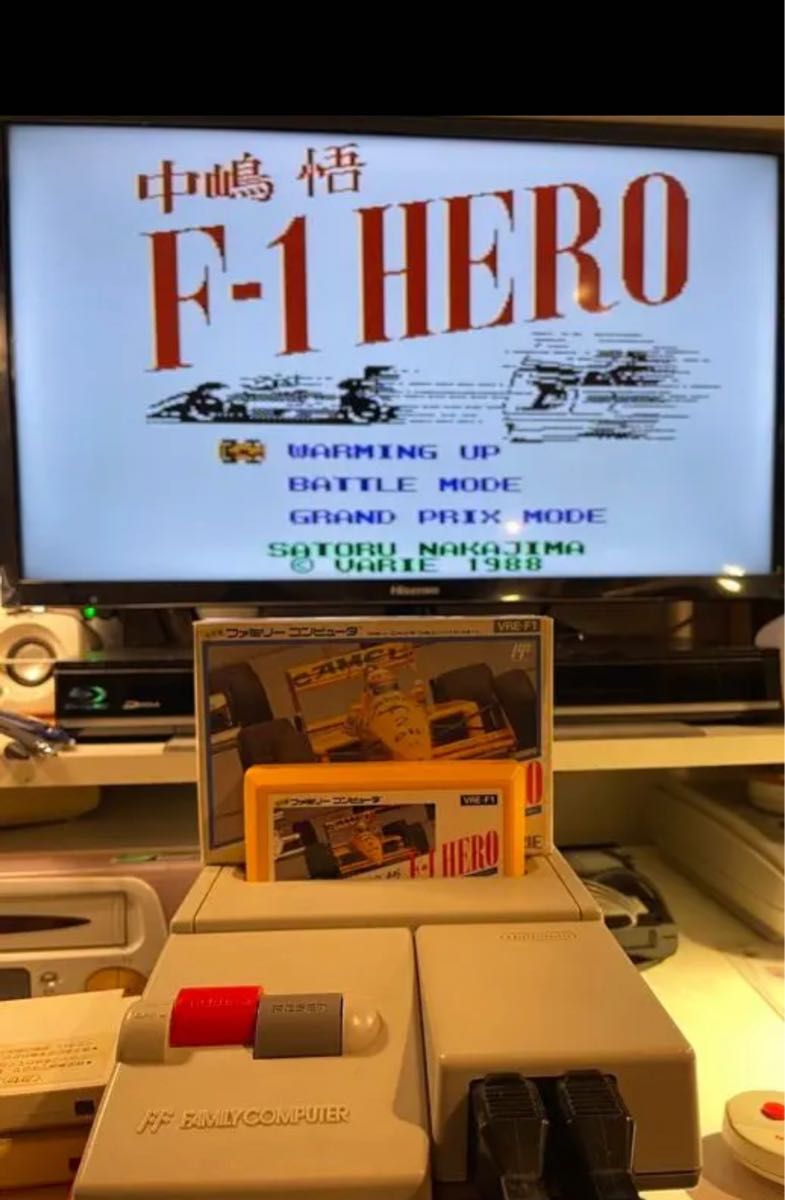 中嶋 悟
F-1 HERO
WARMING UP
BATTLE MODE
GRAND PRIX MODE
SATORU NAKAJIMA
© VARIE 1988
Hisense
ファミリー コンピュータ
VRE-F1
CAMEL
ファミリー コンピュータ
VRE-F1
F-1 HERO
RESET
FAMILY COMPUTER